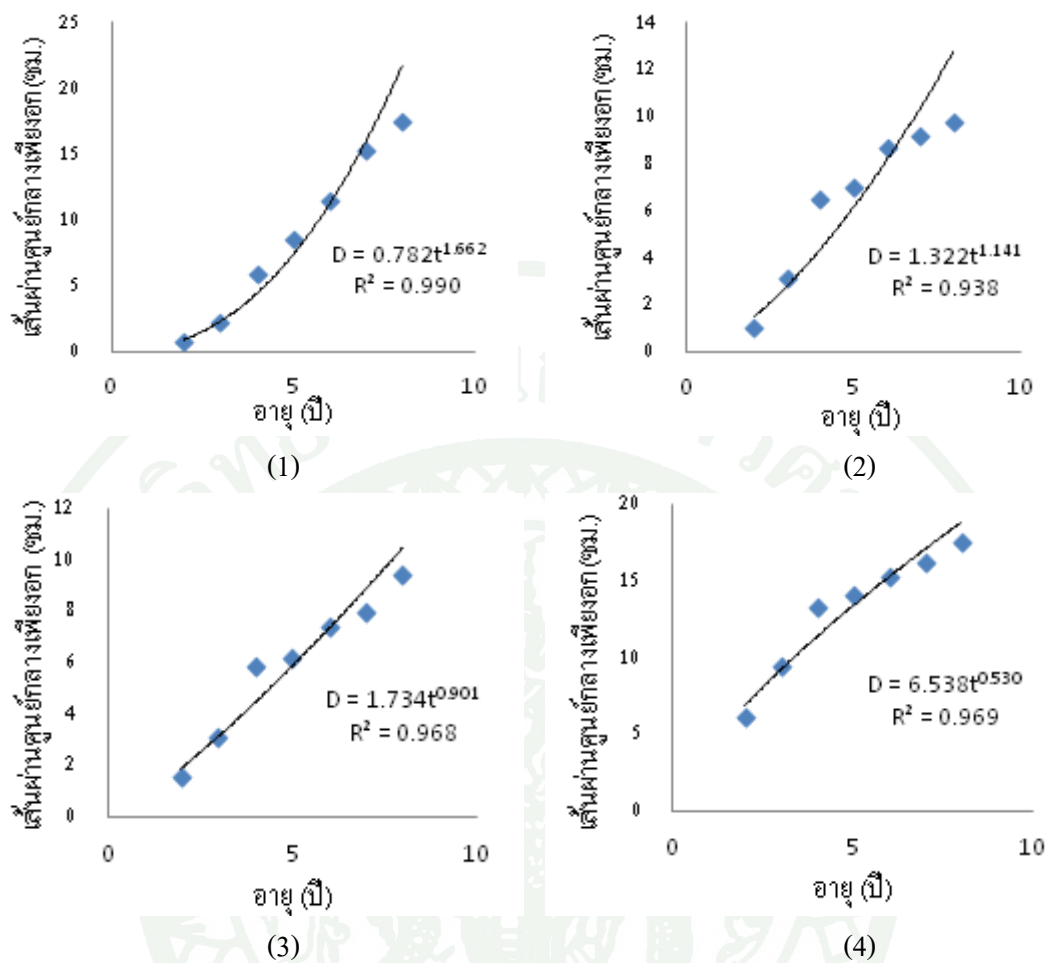 เส้นผ่านศูนย์กลางเพียงอก (ซม.)
25
20
15
10
5
0
D = 0.782t^1.662
R² = 0.990
0 5 10
อายุ (ปี)
(1)
เส้นผ่านศูนย์กลางเพียงอก (ซม.)
14
12
10
8
6
4
2
0
D = 1.322t^1.141
R² = 0.938
0 5 10
อายุ (ปี)
(2)
เส้นผ่านศูนย์กลางเพียงอก (ซม.)
12
10
8
6
4
2
0
D = 1.734t^0.901
R² = 0.968
0 5 10
อายุ (ปี)
(3)
เส้นผ่านศูนย์กลางเพียงอก (ซม.)
20
15
10
5
0
D = 6.538t^0.530
R² = 0.969
0 5 10
อายุ (ปี)
(4)